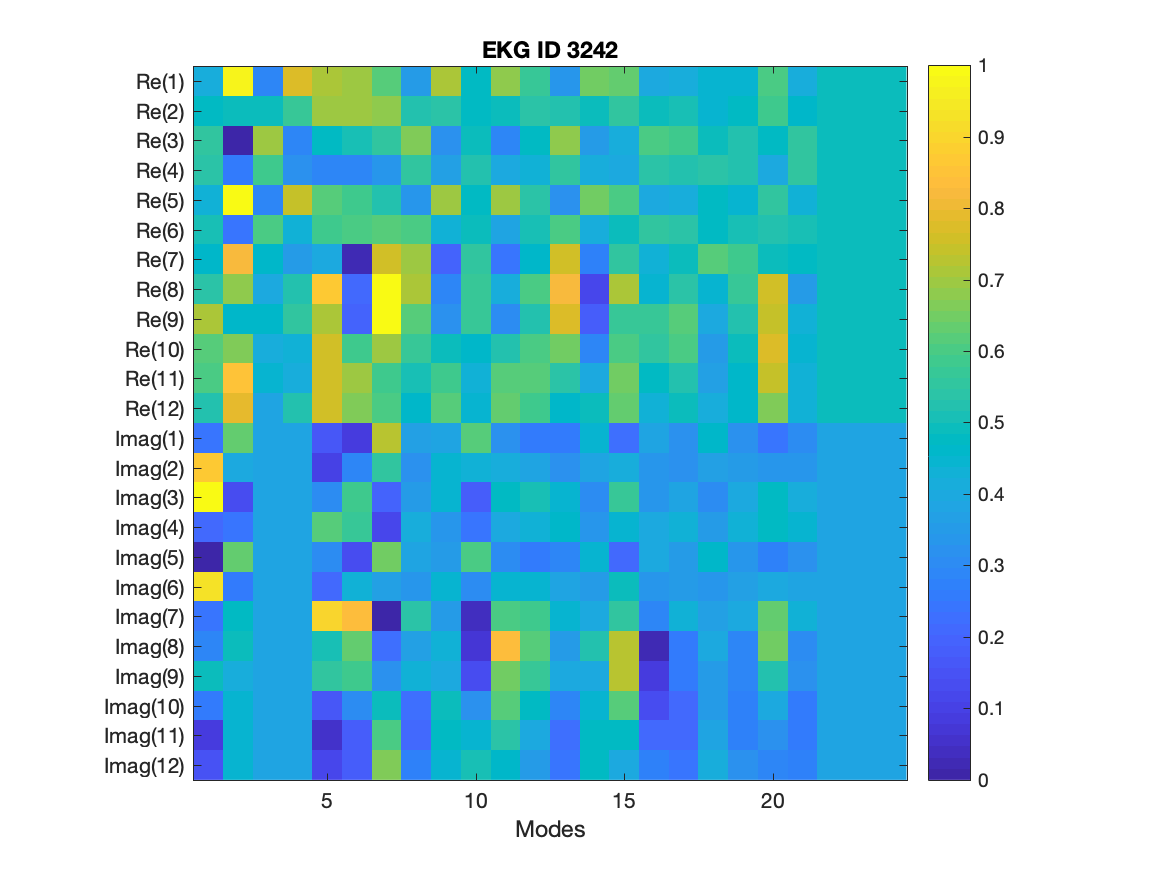 EKG ID 3242
Re(1)
Re(2)
Re(3)
Re(4)
Re(5)
Re(6)
Re(7)
Re(8)
Re(9)
Re(10)
Re(11)
Re(12)
Imag(1)
Imag(2)
Imag(3)
Imag(4)
Imag(5)
Imag(6)
Imag(7)
Imag(8)
Imag(9)
Imag(10)
Imag(11)
Imag(12)
5 10 15 20
Modes
1
0.9
0.8
0.7
0.6
0.5
0.4
0.3
0.2
0.1
0